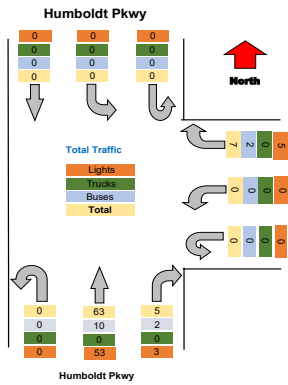 Humboldt Pkwy
0 0 0
0 0 0
0 0 0
0 0 0
North
Total Traffic
Lights
Trucks
Buses
Total
7 2 0 5
0 0 0 0
0 0 0 0
0 63 5
0 10 2
0 0 0
0 53 3
Humboldt Pkwy